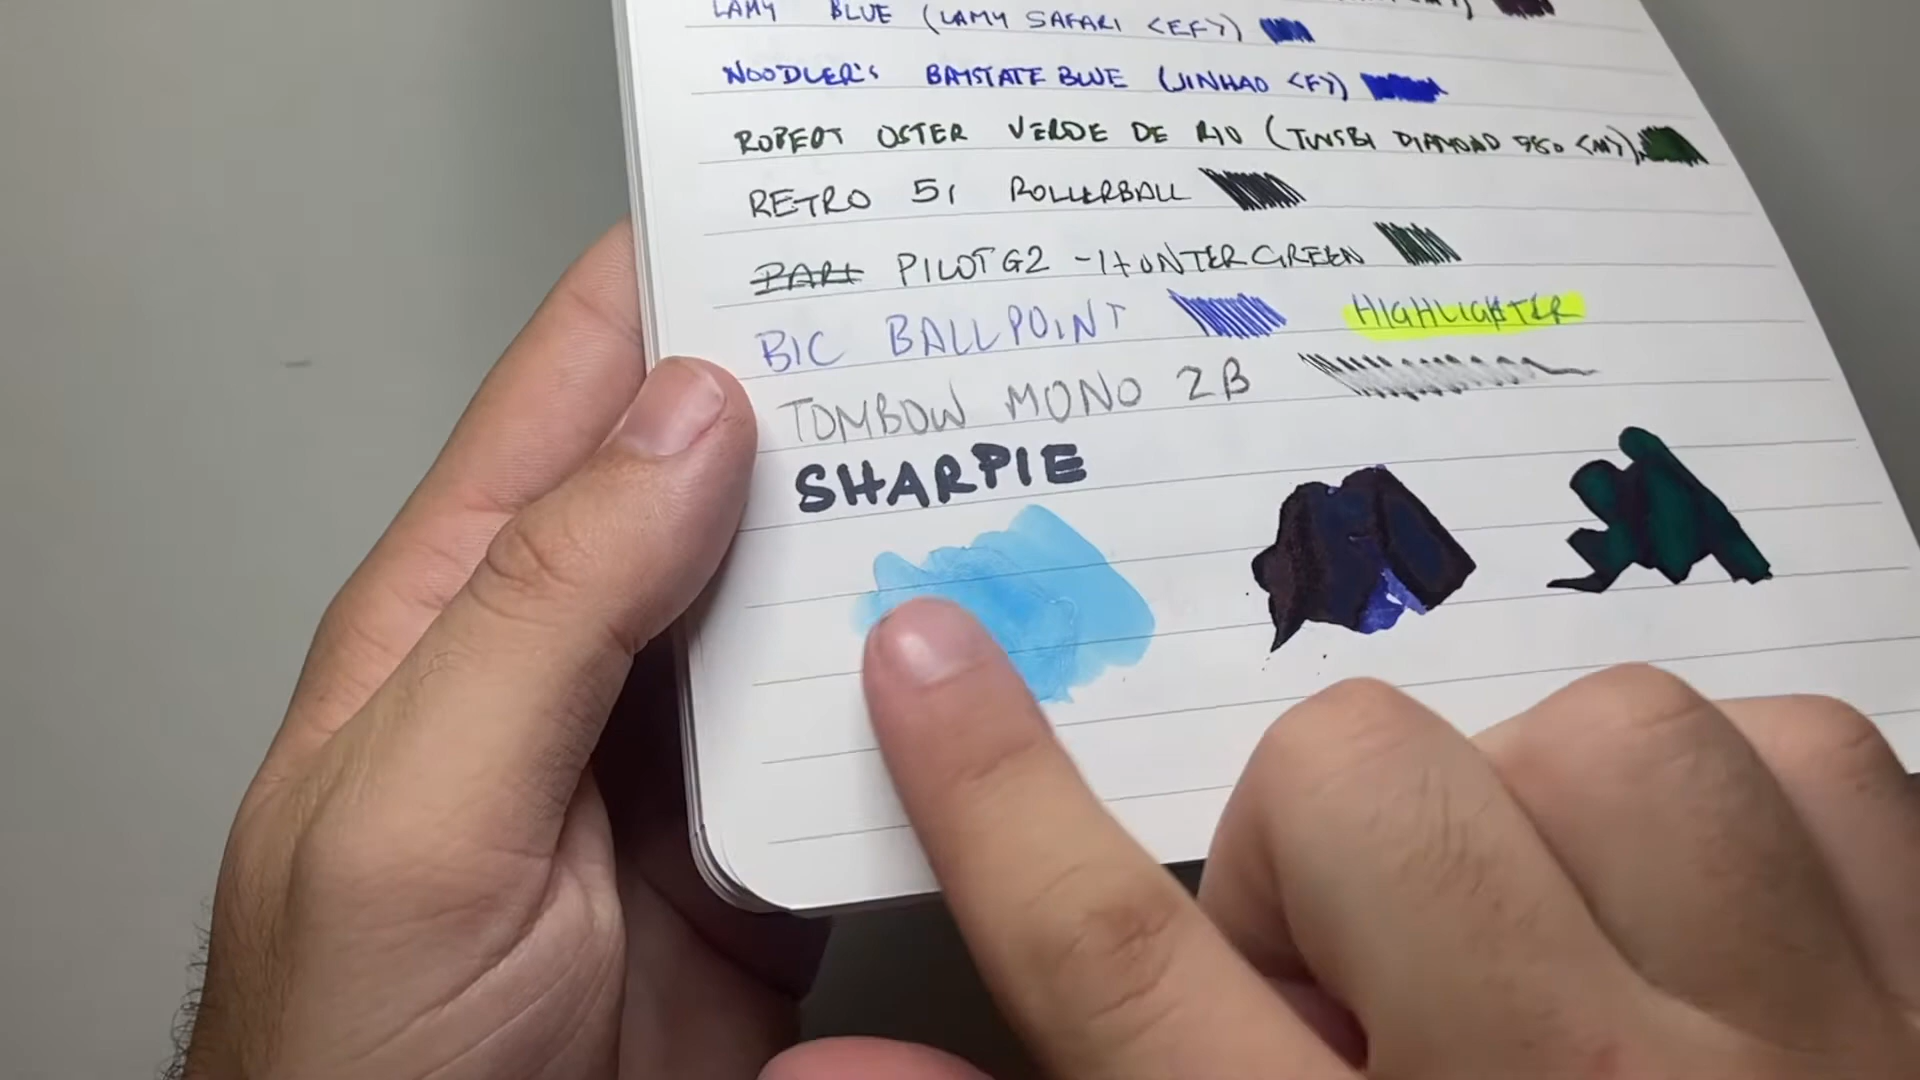 LAMY BLUE (LAMY SAFARI <EF>)
NOODLER'S BAYSTATE BLUE (JINHAO <F>)
ROBERT OSTER VERDE DE RIO (TWSBI DIAMOND 580 <M>)
RETRO 51 ROLLERBALL
PARK PILOT G2 - HUNTER GREEN
BIC BALLPOINT HIGHLIGHTER
TOMBOW MONO 2B
SHARPIE